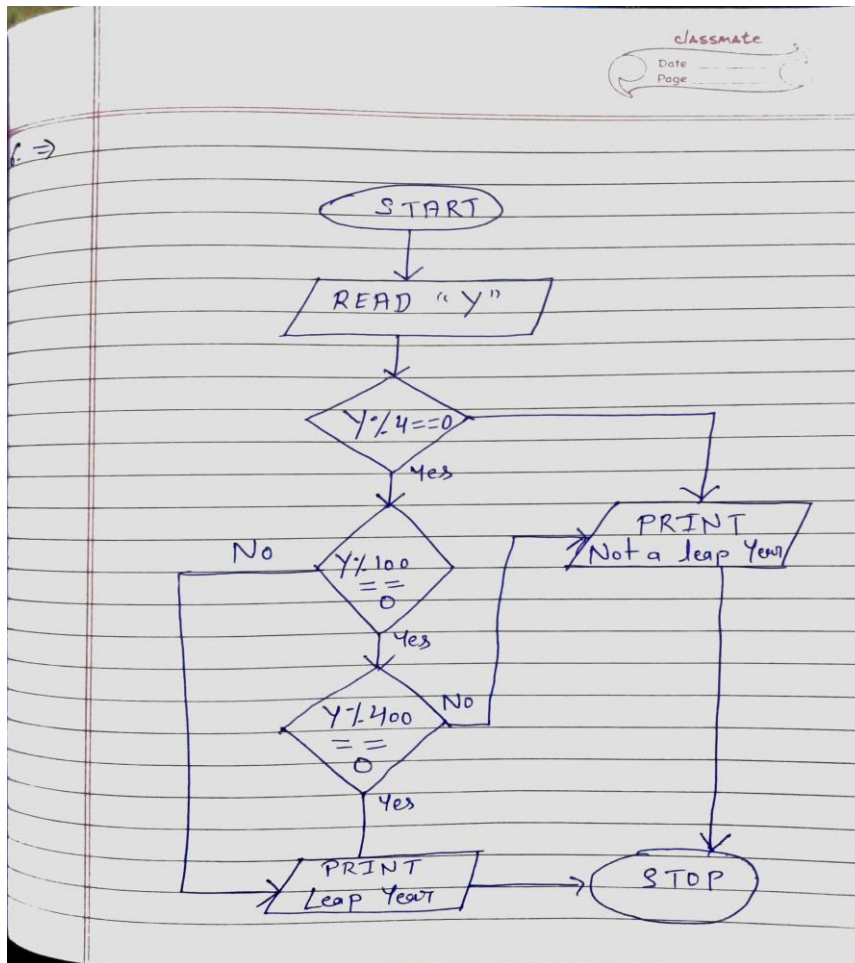 classmate
Date
Page
6. ⇒
START
READ "Y"
Y%4==0
Yes
PRINT
Not a leap Year
No
Y%100
==
0
Yes
Y%400
==
0
No
Yes
PRINT
Leap Year
STOP